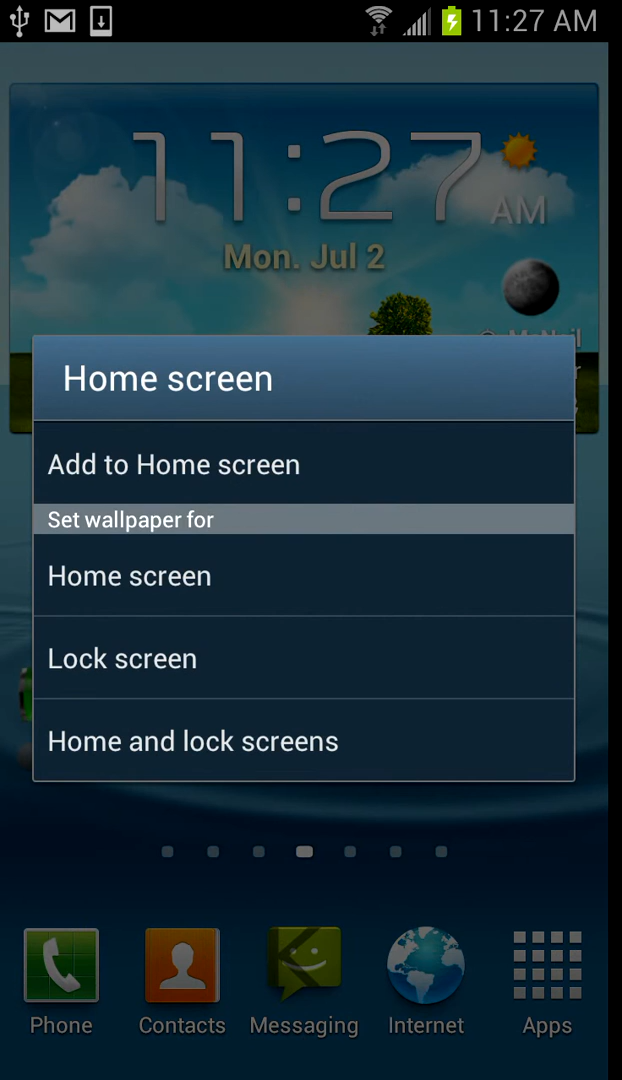 11:27 AM
11:27
AM
Mon. Jul 2
Home screen
Add to Home screen
Set wallpaper for
Home screen
Lock screen
Home and lock screens
Phone
Contacts
Messaging
Internet
Apps